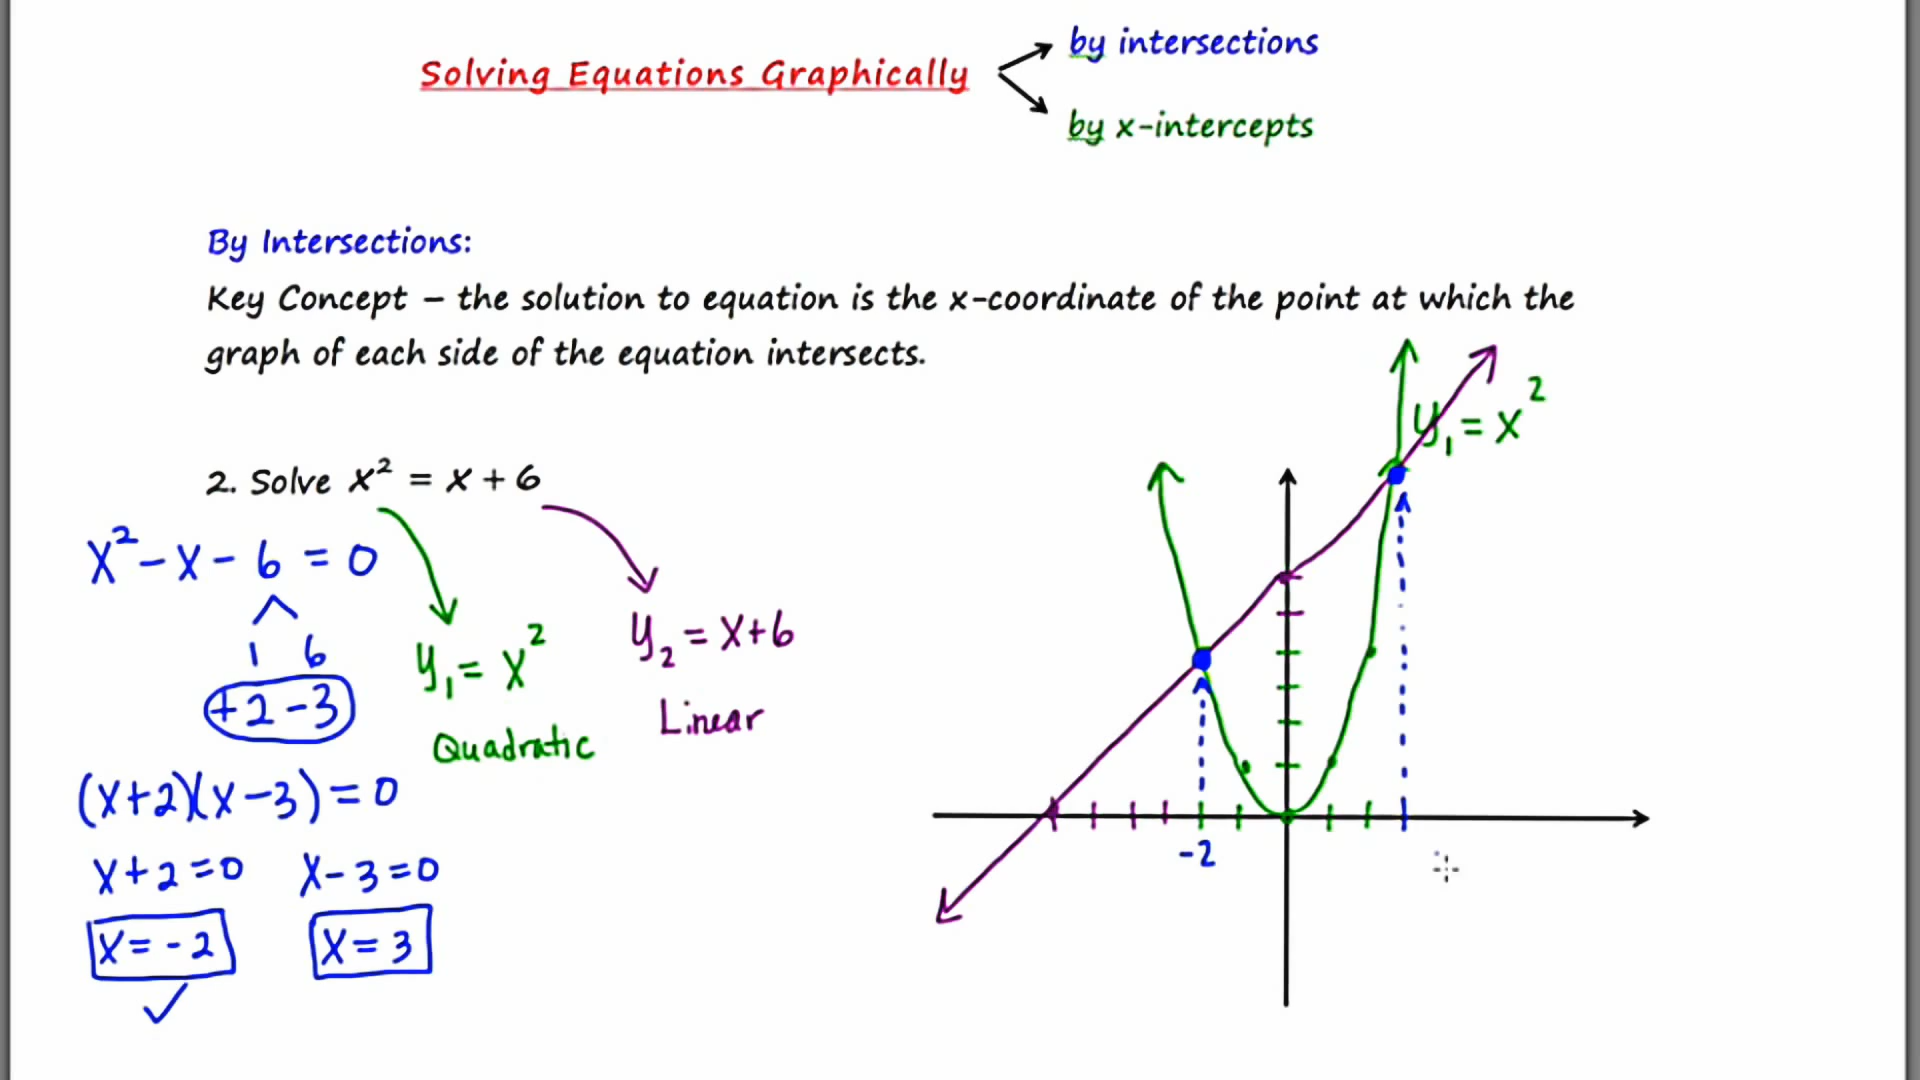 Solving Equations Graphically
by intersections
by x-intercepts
By Intersections:
Key Concept – the solution to equation is the x-coordinate of the point at which the
graph of each side of the equation intersects.
2. Solve x² = x + 6
x² - x - 6 = 0
1 6
+2 -3
(x+2)(x-3) = 0
x+2=0 x-3=0
x=-2 x=3
y₁ = x²
Quadratic
y₂ = x+6
Linear
y₁ = x²
-2